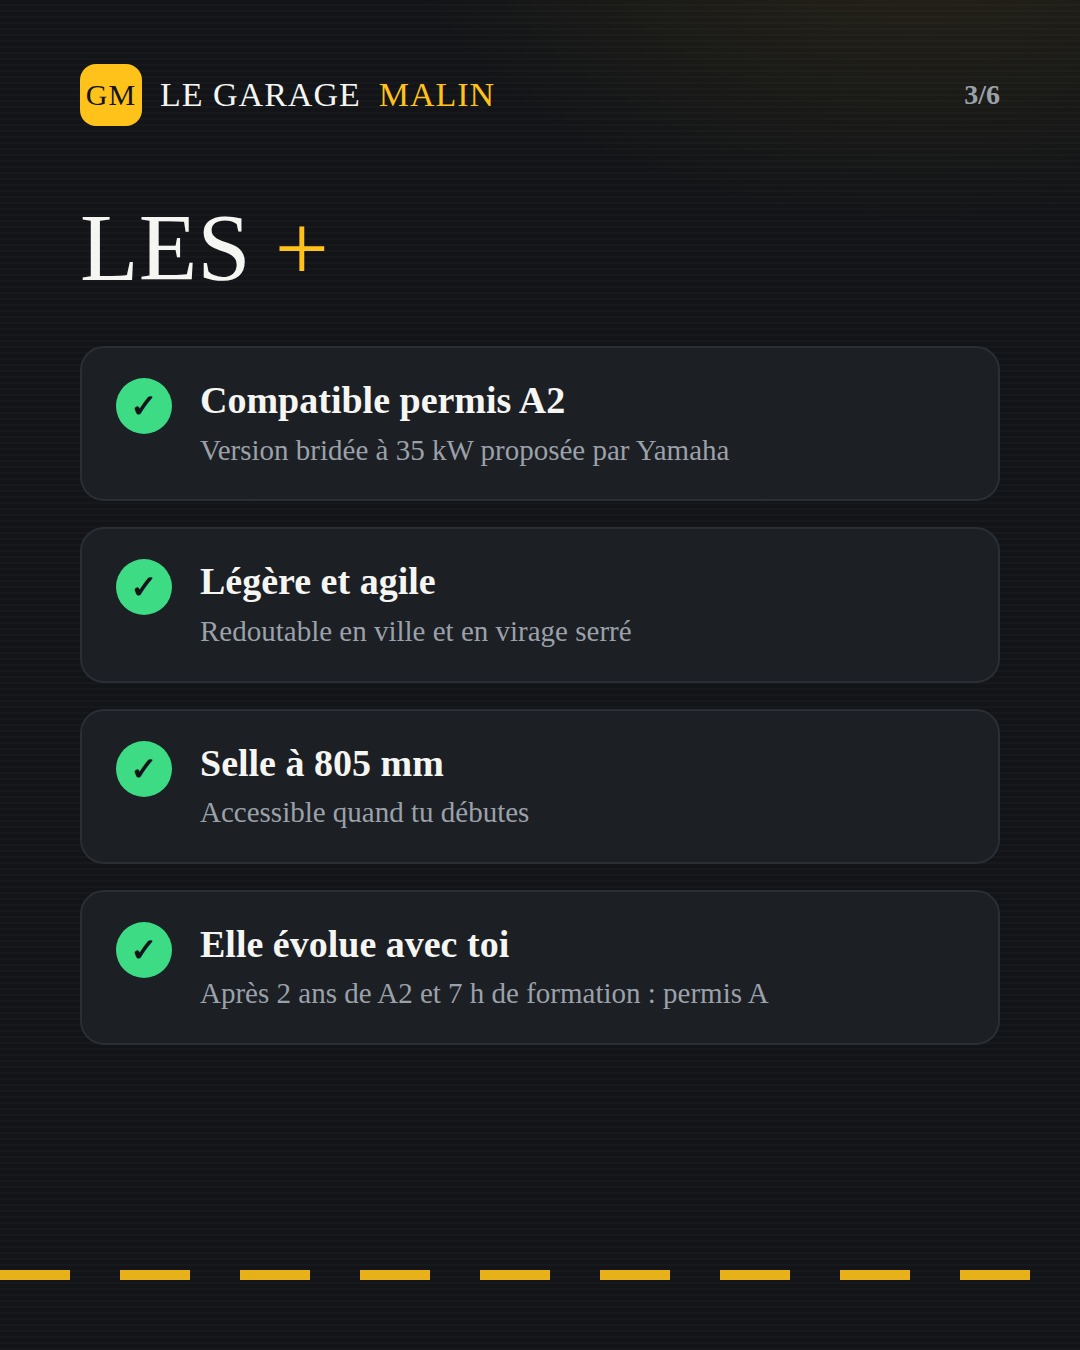 GM LE GARAGE MALIN 3/6
LES +
✓ Compatible permis A2
Version bridée à 35 kW proposée par Yamaha
✓ Légère et agile
Redoutable en ville et en virage serré
✓ Selle à 805 mm
Accessible quand tu débutes
✓ Elle évolue avec toi
Après 2 ans de A2 et 7 h de formation : permis A